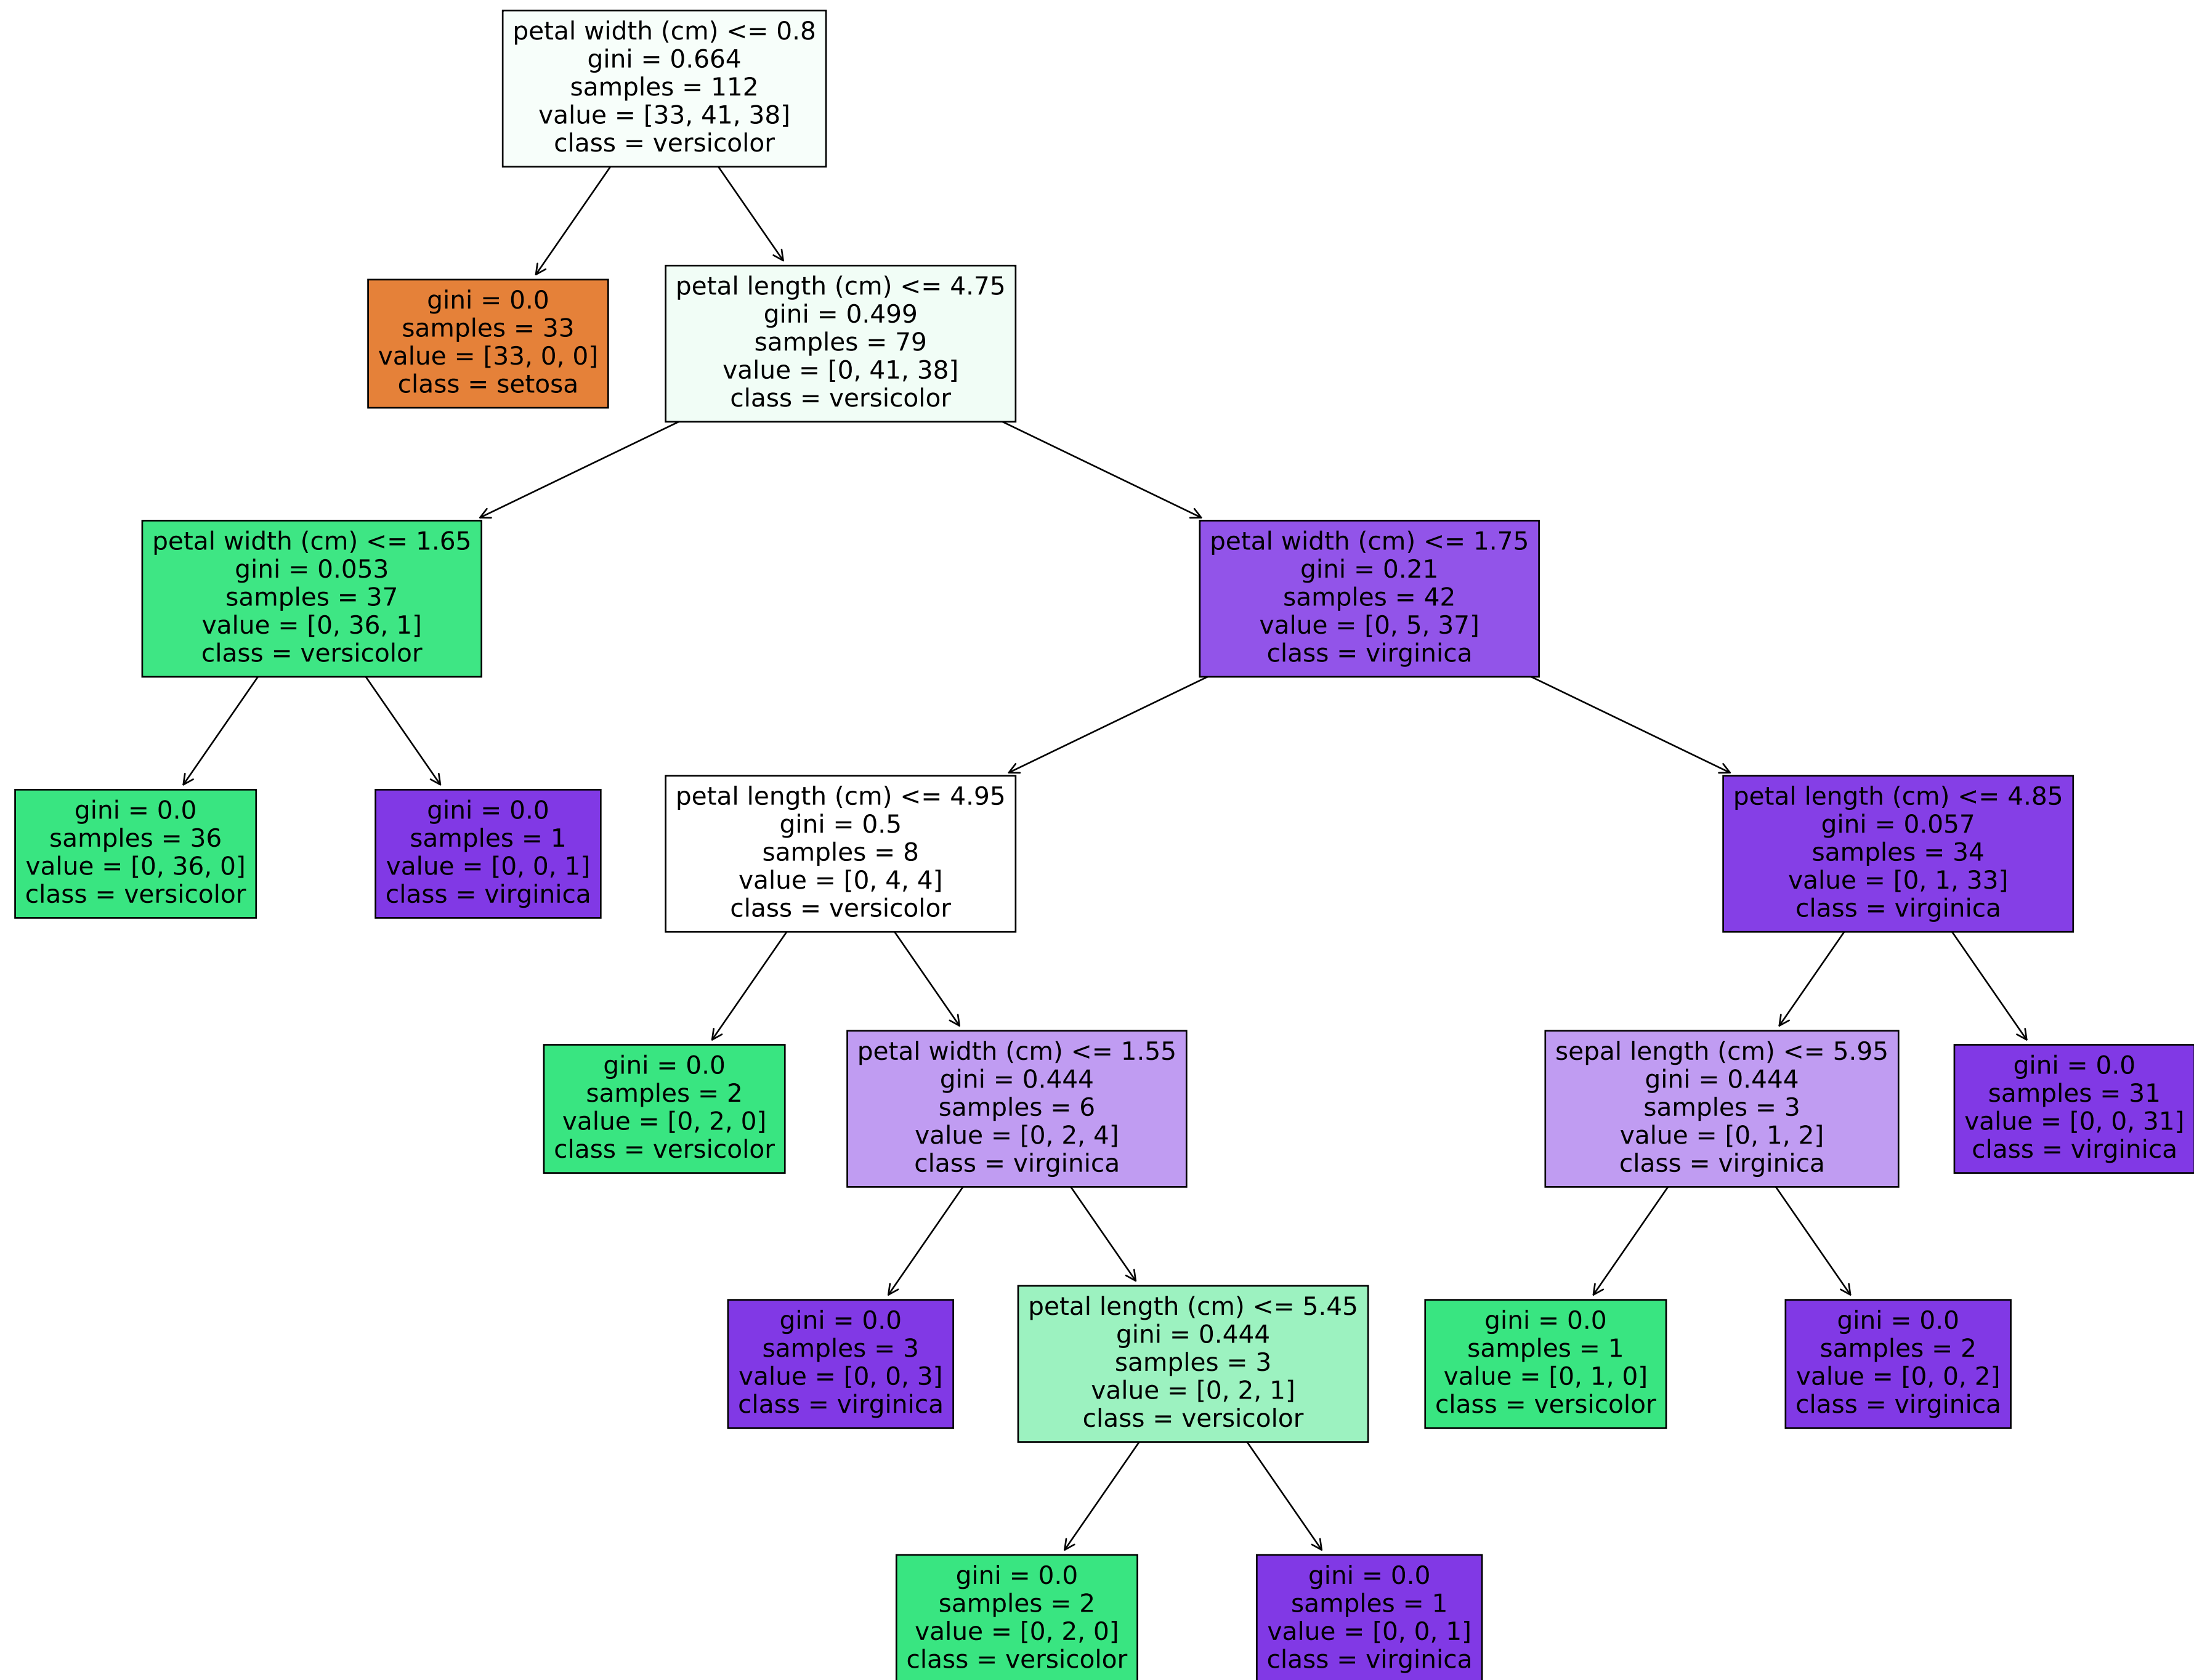 petal width (cm) <= 0.8
gini = 0.664
samples = 112
value = [33, 41, 38]
class = versicolor
gini = 0.0
samples = 33
value = [33, 0, 0]
class = setosa
petal length (cm) <= 4.75
gini = 0.499
samples = 79
value = [0, 41, 38]
class = versicolor
petal width (cm) <= 1.65
gini = 0.053
samples = 37
value = [0, 36, 1]
class = versicolor
petal width (cm) <= 1.75
gini = 0.21
samples = 42
value = [0, 5, 37]
class = virginica
gini = 0.0
samples = 36
value = [0, 36, 0]
class = versicolor
gini = 0.0
samples = 1
value = [0, 0, 1]
class = virginica
petal length (cm) <= 4.95
gini = 0.5
samples = 8
value = [0, 4, 4]
class = versicolor
petal length (cm) <= 4.85
gini = 0.057
samples = 34
value = [0, 1, 33]
class = virginica
gini = 0.0
samples = 2
value = [0, 2, 0]
class = versicolor
petal width (cm) <= 1.55
gini = 0.444
samples = 6
value = [0, 2, 4]
class = virginica
sepal length (cm) <= 5.95
gini = 0.444
samples = 3
value = [0, 1, 2]
class = virginica
gini = 0.0
samples = 31
value = [0, 0, 31]
class = virginica
gini = 0.0
samples = 3
value = [0, 0, 3]
class = virginica
petal length (cm) <= 5.45
gini = 0.444
samples = 3
value = [0, 2, 1]
class = versicolor
gini = 0.0
samples = 1
value = [0, 1, 0]
class = versicolor
gini = 0.0
samples = 2
value = [0, 0, 2]
class = virginica
gini = 0.0
samples = 2
value = [0, 2, 0]
class = versicolor
gini = 0.0
samples = 1
value = [0, 0, 1]
class = virginica